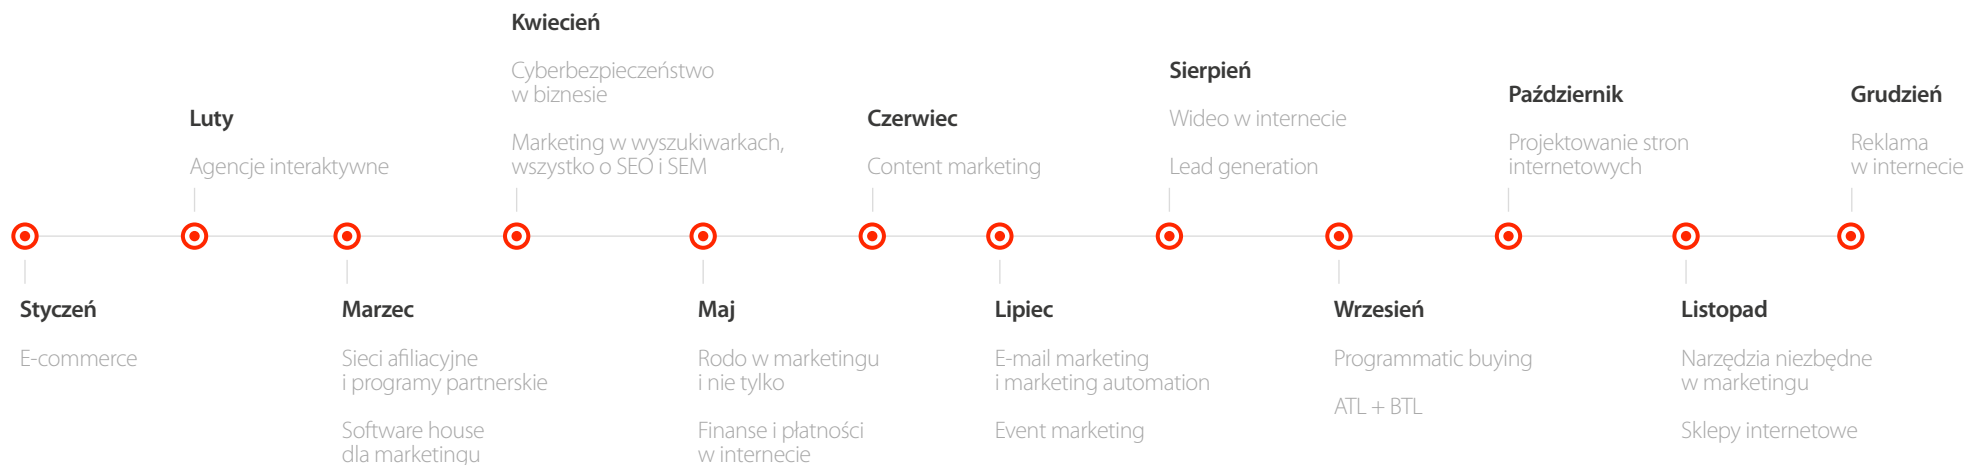 Styczeń
E-commerce
Luty
Agencje interaktywne
Marzec
Sieci afiliacyjne
i programy partnerskie
Software house
dla marketingu
Kwiecień
Cyberbezpieczeństwo
w biznesie
Marketing w wyszukiwarkach,
wszystko o SEO i SEM
Maj
Rodo w marketingu
i nie tylko
Finanse i płatności
w internecie
Czerwiec
Content marketing
Lipiec
E-mail marketing
i marketing automation
Event marketing
Sierpień
Wideo w internecie
Lead generation
Wrzesień
Programmatic buying
ATL + BTL
Październik
Projektowanie stron
internetowych
Listopad
Narzędzia niezbędne
w marketingu
Sklepy internetowe
Grudzień
Reklama
w internecie